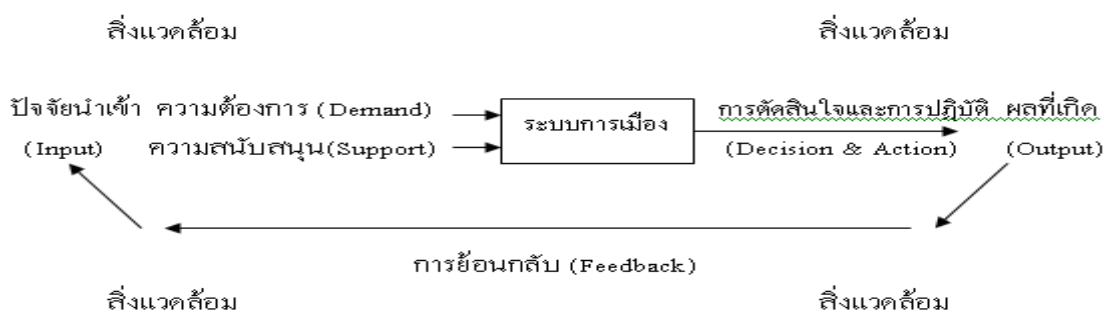 สิ่งแวดล้อม สิ่งแวดล้อม
ปัจจัยนำเข้า ความต้องการ (Demand) ระบบการเมือง การตัดสินใจและการปฎิบัติ ผลที่เกิด
(Input) ความสนับสนุน(Support) (Decision & Action) (Output)
การย้อนกลับ (Feedback)
สิ่งแวดล้อม สิ่งแวดล้อม